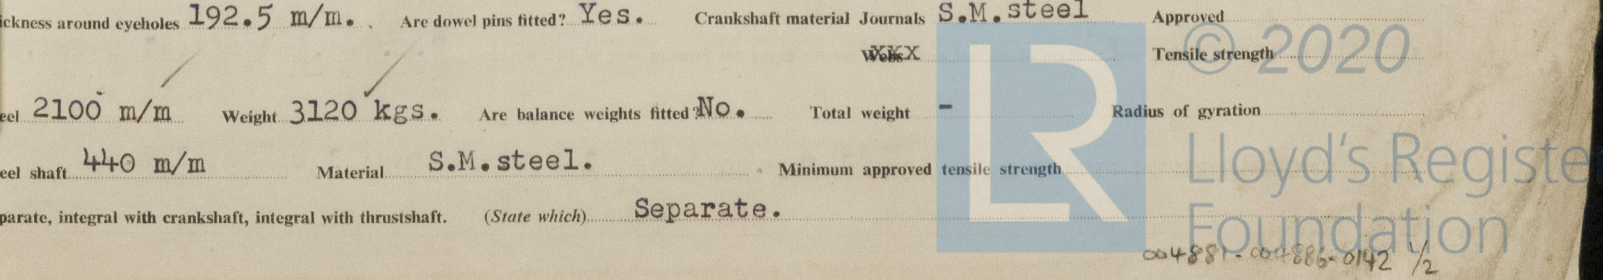 ickness around eyeholes 192.5 m/m. Are dowel pins fitted? Yes. Crankshaft material Journals S.M.steel Approved
Webs XXX Tensile strength
© 2020
eel 2100 m/m Weight 3120 kgs. Are balance weights fitted? No. Total weight - Radius of gyration
eel shaft 440 m/m Material S.M.steel. Minimum approved tensile strength
parate, integral with crankshaft, integral with thrustshaft. (State which) Separate.
LR
Lloyd's Registe
Foundation
004881-004886-0142 1/2